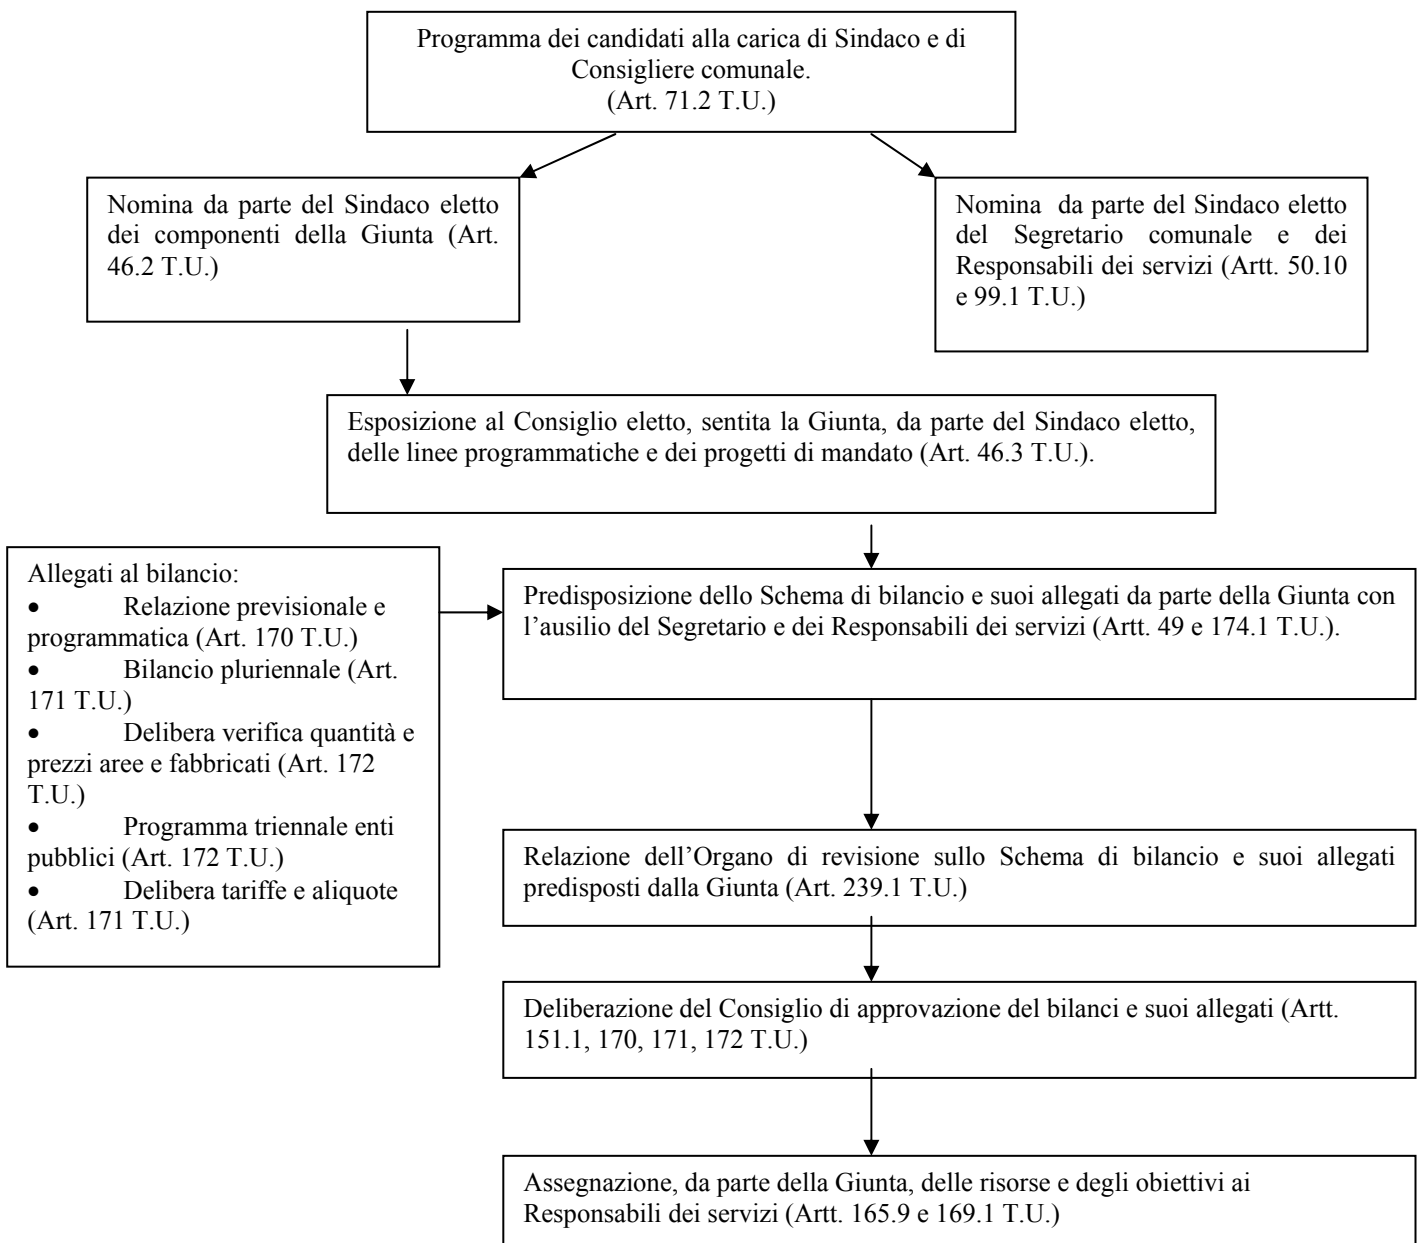 Programma dei candidati alla carica di Sindaco e di
Consigliere comunale.
(Art. 71.2 T.U.)
Nomina da parte del Sindaco eletto
dei componenti della Giunta (Art.
46.2 T.U.)
Nomina da parte del Sindaco eletto
del Segretario comunale e dei
Responsabili dei servizi (Artt. 50.10
e 99.1 T.U.)
Esposizione al Consiglio eletto, sentita la Giunta, da parte del Sindaco eletto,
delle linee programmatiche e dei progetti di mandato (Art. 46.3 T.U.).
Allegati al bilancio:
• Relazione previsionale e
programmatica (Art. 170 T.U.)
• Bilancio pluriennale (Art.
171 T.U.)
• Delibera verifica quantità e
prezzi aree e fabbricati (Art. 172
T.U.)
• Programma triennale enti
pubblici (Art. 172 T.U.)
• Delibera tariffe e aliquote
(Art. 171 T.U.)
Predisposizione dello Schema di bilancio e suoi allegati da parte della Giunta con
l’ausilio del Segretario e dei Responsabili dei servizi (Artt. 49 e 174.1 T.U.).
Relazione dell’Organo di revisione sullo Schema di bilancio e suoi allegati
predisposti dalla Giunta (Art. 239.1 T.U.)
Deliberazione del Consiglio di approvazione del bilanci e suoi allegati (Artt.
151.1, 170, 171, 172 T.U.)
Assegnazione, da parte della Giunta, delle risorse e degli obiettivi ai
Responsabili dei servizi (Artt. 165.9 e 169.1 T.U.)